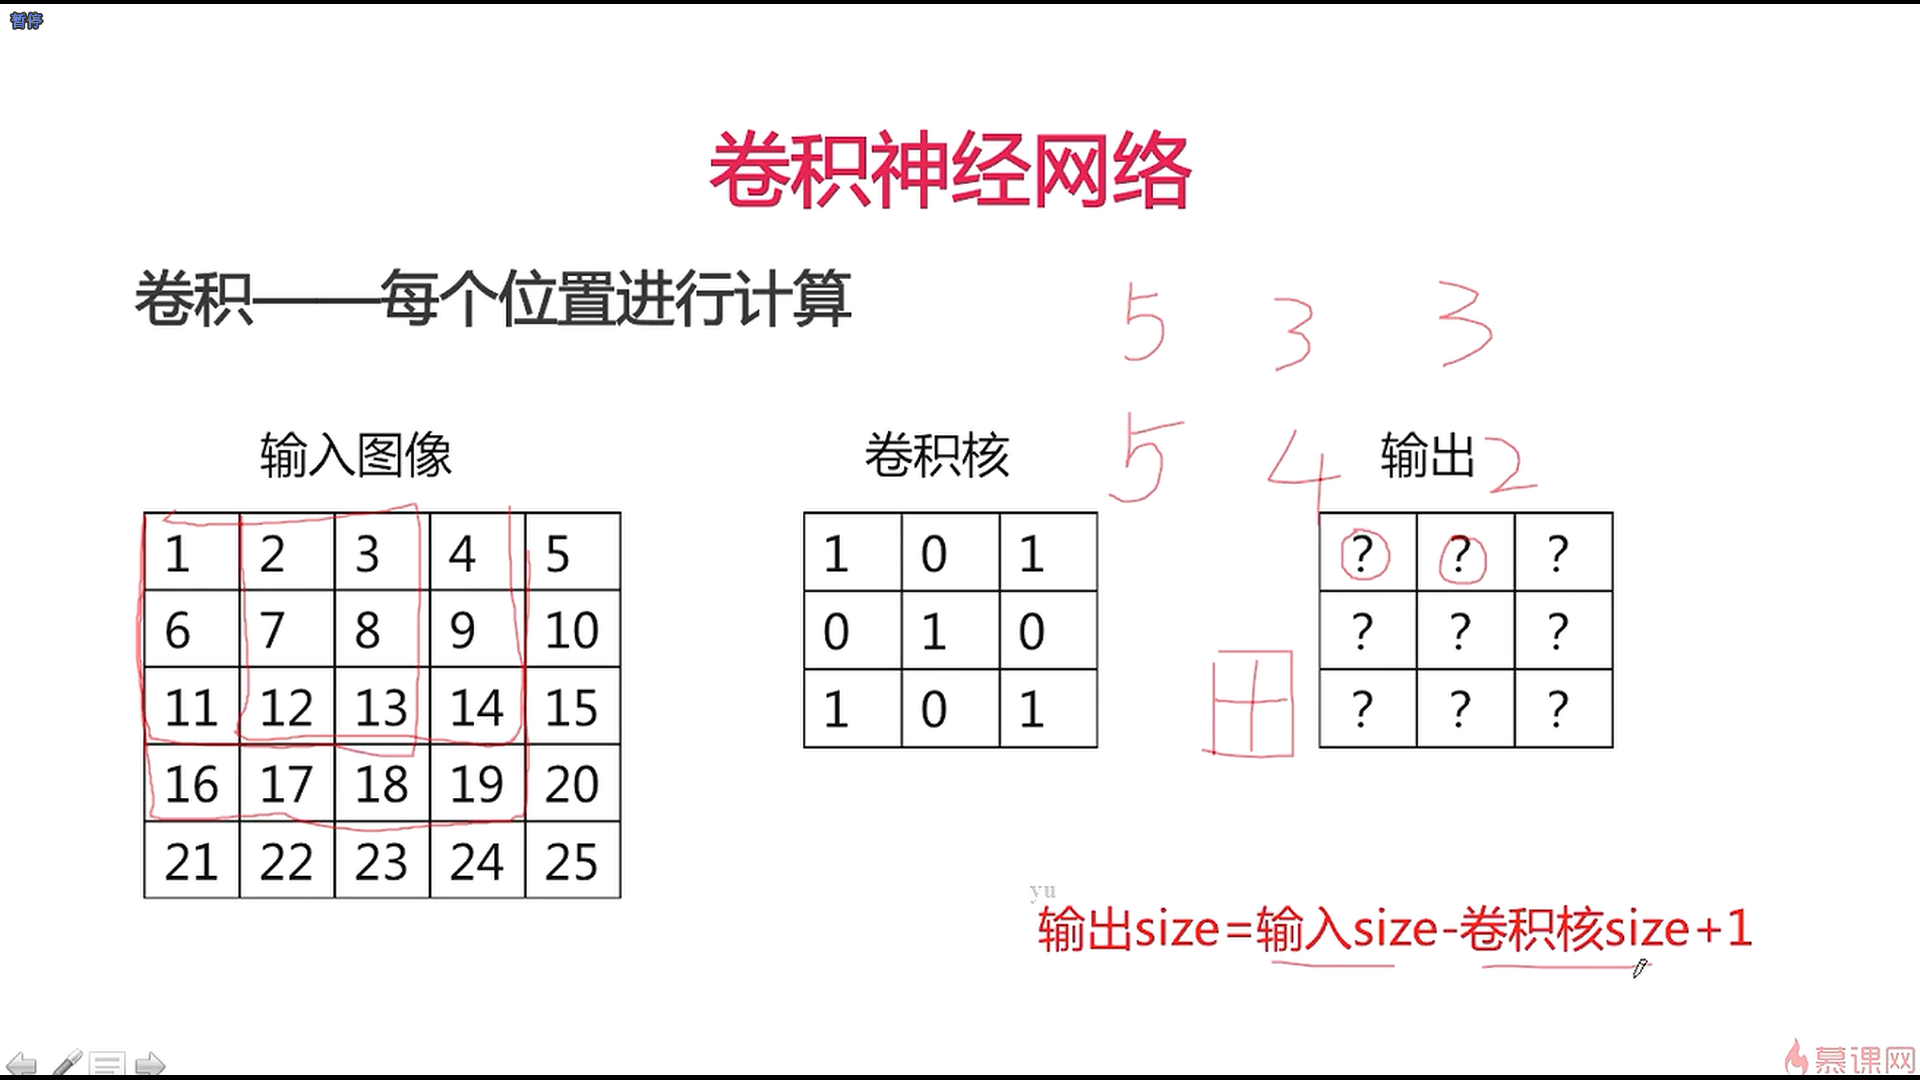 暂停
卷积神经网络
卷积——每个位置进行计算
5 3 3
5 4 2
输入图像
卷积核
输出
1 2 3 4 5
6 7 8 9 10
11 12 13 14 15
16 17 18 19 20
21 22 23 24 25
1 0 1
0 1 0
1 0 1
? ? ?
? ? ?
? ? ?
yu
输出size=输入size-卷积核size+1
慕课网